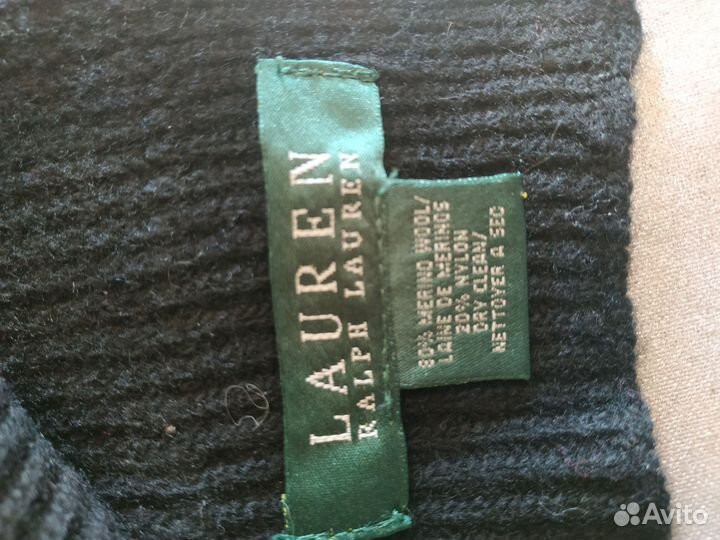 LAUREN
RALPH LAUREN
80% MERINO WOOL/
LAINE DE MERINOS
20% NYLON
DRY CLEAN/
NETTOYER A SEC
Avito